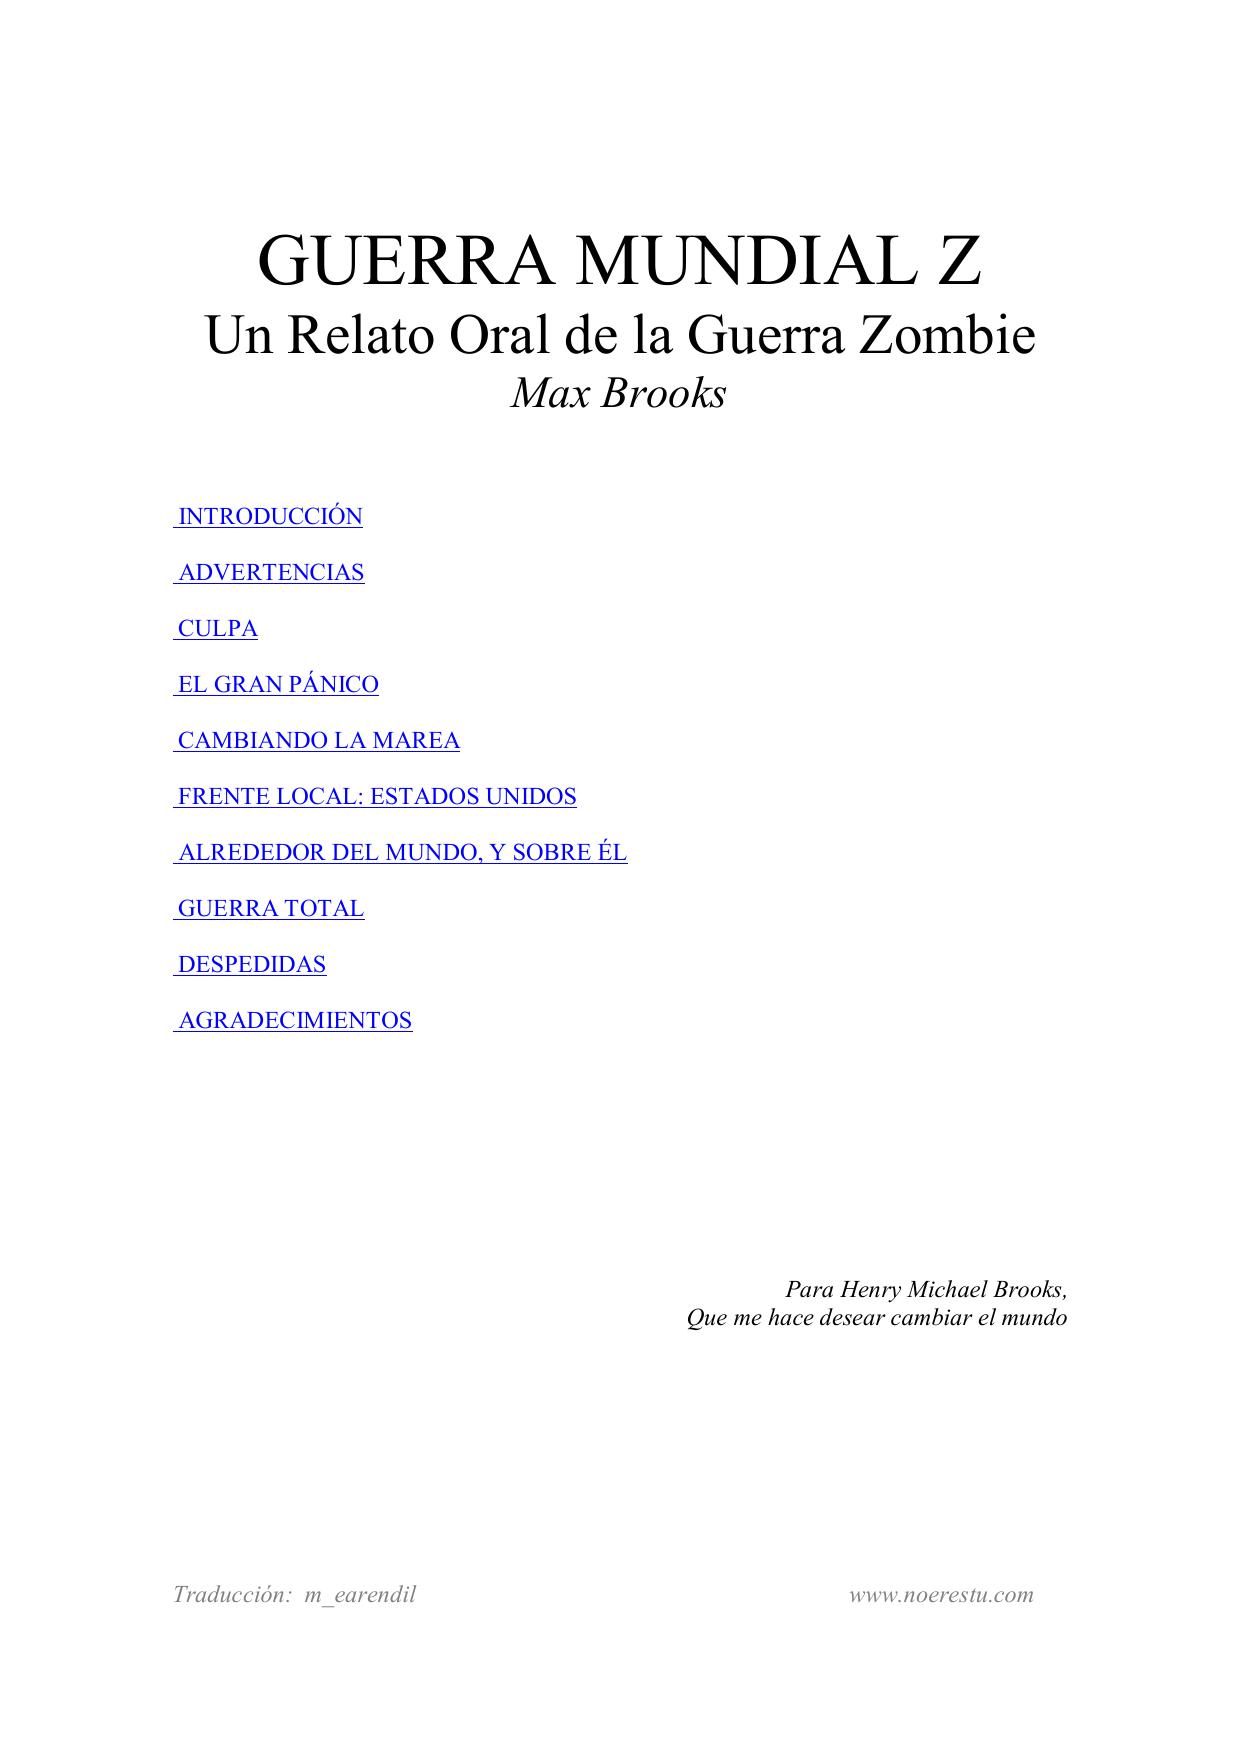 GUERRA MUNDIAL Z
Un Relato Oral de la Guerra Zombie
Max Brooks
INTRODUCCIÓN
ADVERTENCIAS
CULPA
EL GRAN PÁNICO
CAMBIANDO LA MAREA
FRENTE LOCAL: ESTADOS UNIDOS
ALREDEDOR DEL MUNDO, Y SOBRE ÉL
GUERRA TOTAL
DESPEDIDAS
AGRADECIMIENTOS
Para Henry Michael Brooks,
Que me hace desear cambiar el mundo
Traducción: m_earendil www.noerestu.com